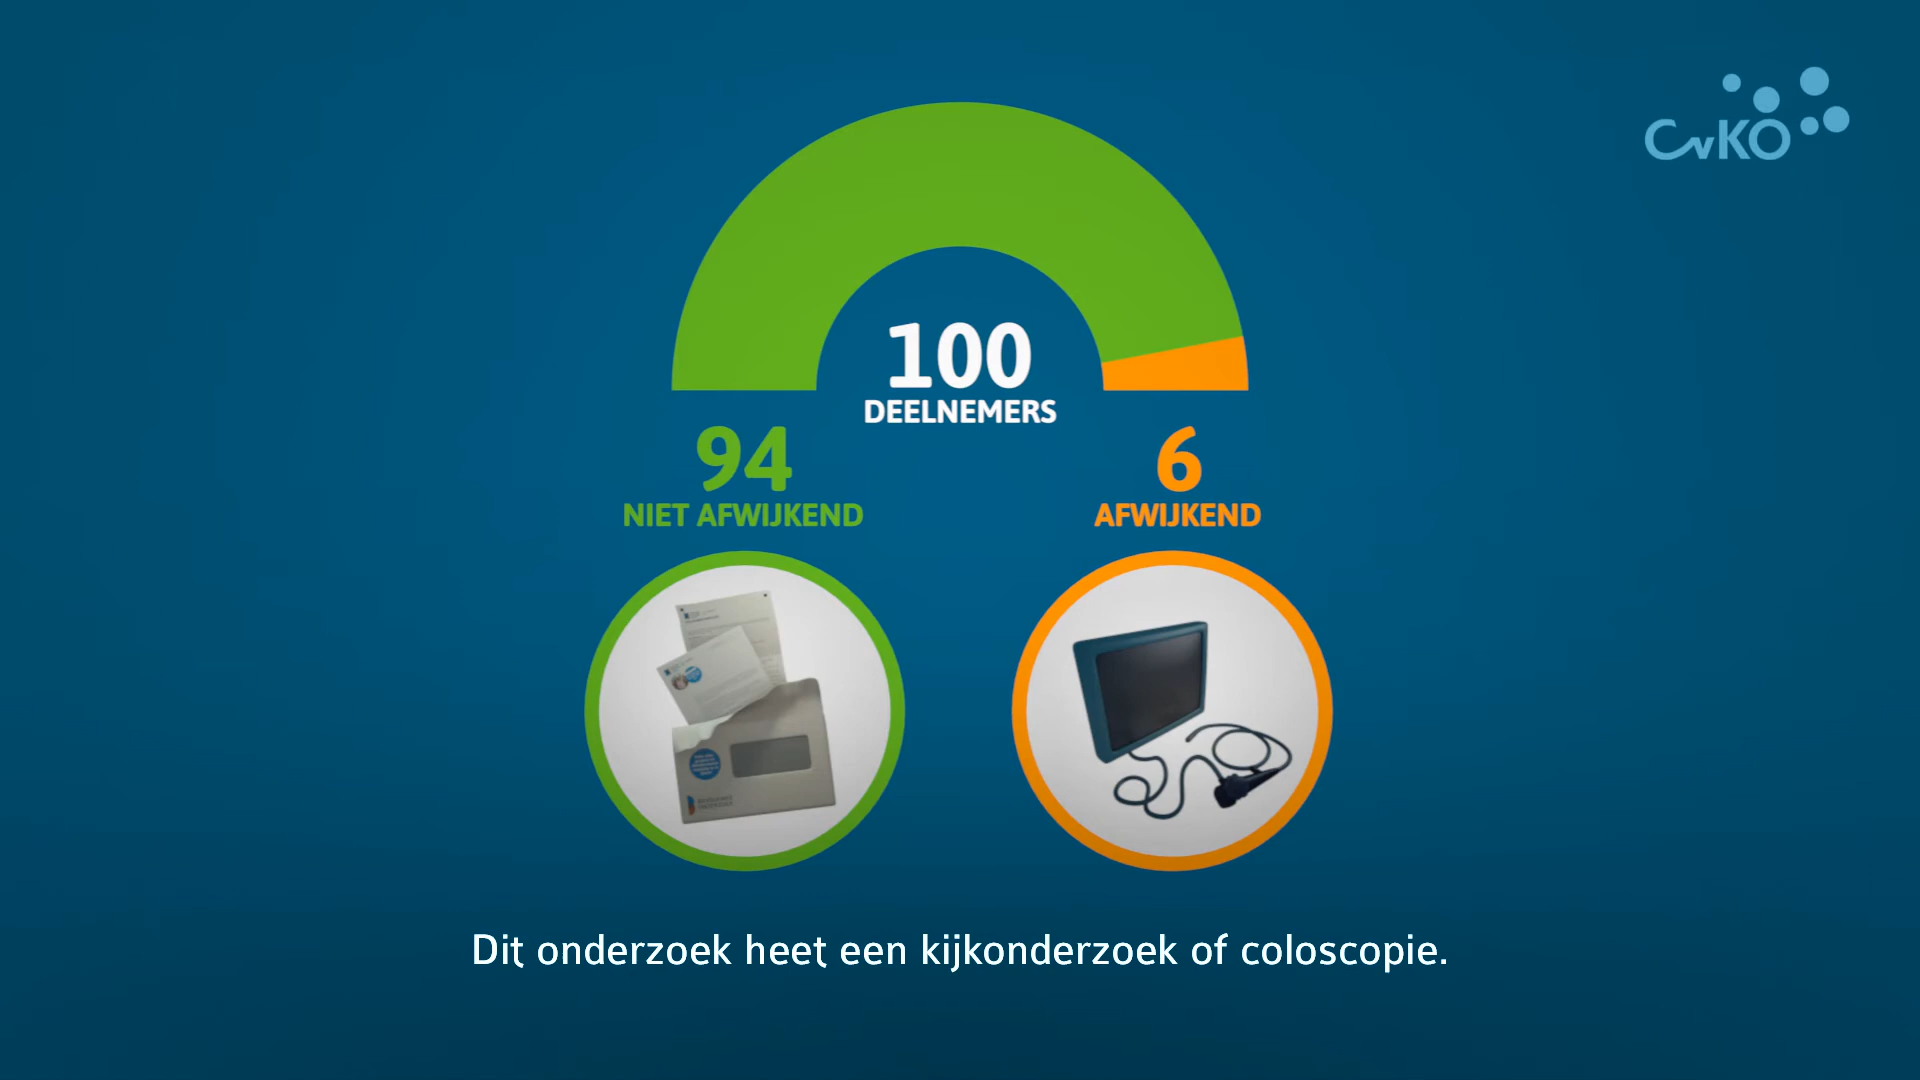 CvKO
100
DEELNEMERS
94
NIET AFWIJKEND
6
AFWIJKEND
Dit onderzoek heet een kijkonderzoek of coloscopie.